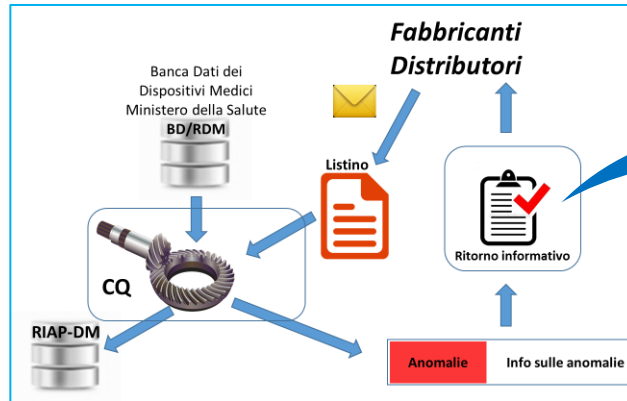 Fabbricanti
Distributori
Banca Dati dei
Dispositivi Medici
Ministero della Salute
BD/RDM
Listino
Ritorno informativo
CQ
RIAP-DM
Anomalie
Info sulle anomalie